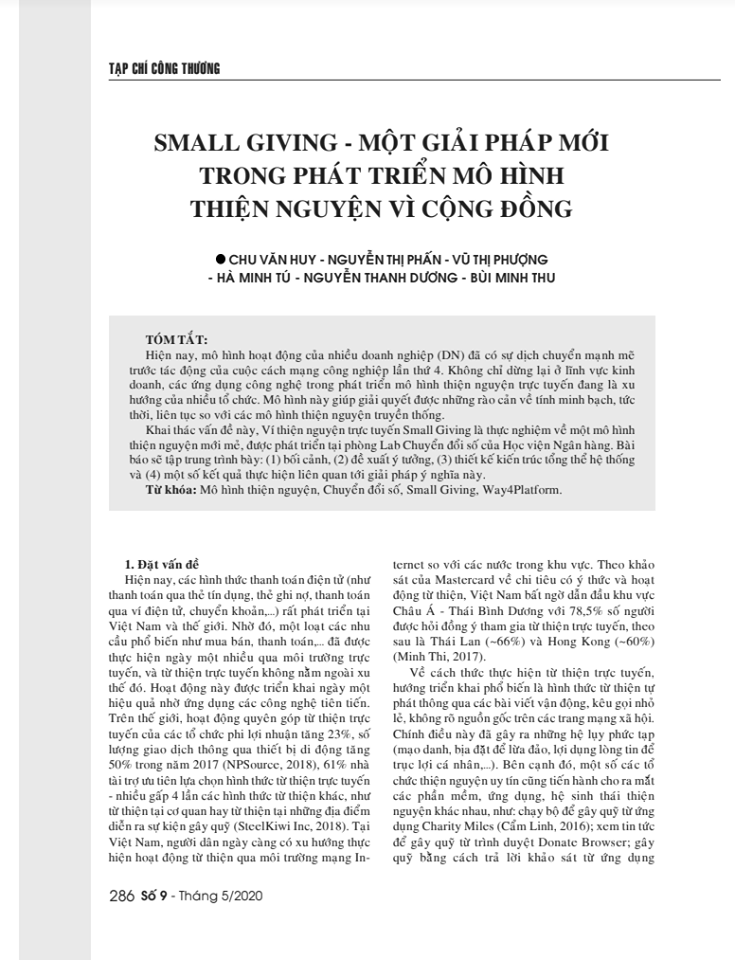 TẠP CHÍ CÔNG THƯƠNG
SMALL GIVING - MỘT GIẢI PHÁP MỚI
TRONG PHÁT TRIỂN MÔ HÌNH
THIỆN NGUYỆN VÌ CỘNG ĐỒNG
● CHU VĂN HUY - NGUYỄN THỊ PHẤN - VŨ THỊ PHƯỢNG
- HÀ MINH TÚ - NGUYỄN THANH DƯƠNG - BÙI MINH THU
TÓM TẮT:
Hiện nay, mô hình hoạt động của nhiều doanh nghiệp (DN) đã có sự dịch chuyển mạnh mẽ
trước tác động của cuộc cách mạng công nghiệp lần thứ 4. Không chỉ dừng lại ở lĩnh vực kinh
doanh, các ứng dụng công nghệ trong phát triển mô hình thiện nguyện trực tuyến đang là xu
hướng của nhiều tổ chức. Mô hình này giúp giải quyết được những rào cản về tính minh bạch, tức
thời, liên tục so với các mô hình thiện nguyện truyền thống.
Khai thác vấn đề này, Ví thiện nguyện trực tuyến Small Giving là thực nghiệm về một mô hình
thiện nguyện mới mẻ, được phát triển tại phòng Lab Chuyển đổi số của Học viện Ngân hàng. Bài
báo sẽ tập trung trình bày: (1) bối cảnh, (2) đề xuất ý tưởng, (3) thiết kế kiến trúc tổng thể hệ thống
và (4) một số kết quả thực hiện liên quan tới giải pháp ý nghĩa này.
Từ khóa: Mô hình thiện nguyện, Chuyển đổi số, Small Giving, Way4Platform.
1. Đặt vấn đề
Hiện nay, các hình thức thanh toán điện tử (như
thanh toán qua thẻ tín dụng, thẻ ghi nợ, thanh toán
qua ví điện tử, chuyển khoản,...) rất phát triển tại
Việt Nam và thế giới. Nhờ đó, một loạt các nhu
cầu phổ biến như mua bán, thanh toán,... đã được
thực hiện ngày một nhiều qua môi trường trực
tuyến, và từ thiện trực tuyến không nằm ngoài xu
thế đó. Hoạt động này được triển khai ngày một
hiệu quả nhờ ứng dụng các công nghệ tiên tiến.
Trên thế giới, hoạt động quyên góp từ thiện trực
tuyến của các tổ chức phi lợi nhuận tăng 23%, số
lượng giao dịch thông qua thiết bị di động tăng
50% trong năm 2017 (NPSource, 2018), 61% nhà
tài trợ ưu tiên lựa chọn hình thức từ thiện trực tuyến
- nhiều gấp 4 lần các hình thức từ thiện khác, như
từ thiện tại cơ quan hay từ thiện tại những địa điểm
diễn ra sự kiện gây quỹ (SteelKiwi Inc, 2018). Tại
Việt Nam, người dân ngày càng có xu hướng thực
hiện hoạt động từ thiện qua môi trường mạng In-
ternet so với các nước trong khu vực. Theo khảo
sát của Mastercard về chi tiêu có ý thức và hoạt
động từ thiện, Việt Nam bất ngờ dẫn đầu khu vực
Châu Á - Thái Bình Dương với 78,5% số người
được hỏi đồng ý tham gia từ thiện trực tuyến, theo
sau là Thái Lan (~66%) và Hong Kong (~60%)
(Minh Thi, 2017).
Về cách thức thực hiện từ thiện trực tuyến,
hướng triển khai phổ biến là hình thức từ thiện tự
phát thông qua các bài viết vận động, kêu gọi nhỏ
lẻ, không rõ nguồn gốc trên các trang mạng xã hội.
Chính điều này đã gây ra những hệ lụy phức tạp
(mạo danh, bịa đặt để lừa đảo, lợi dụng lòng tin để
trục lợi cá nhân,...). Bên cạnh đó, một số các tổ
chức thiện nguyện uy tín cũng tiến hành cho ra mắt
các phần mềm, ứng dụng, hệ sinh thái thiện
nguyện khác nhau, như: chạy bộ để gây quỹ từ ứng
dụng Charity Miles (Cẩm Linh, 2016); xem tin tức
để gây quỹ từ trình duyệt Donate Browser; gây
quỹ bằng cách trả lời khảo sát từ ứng dụng
286 Số 9 - Tháng 5/2020